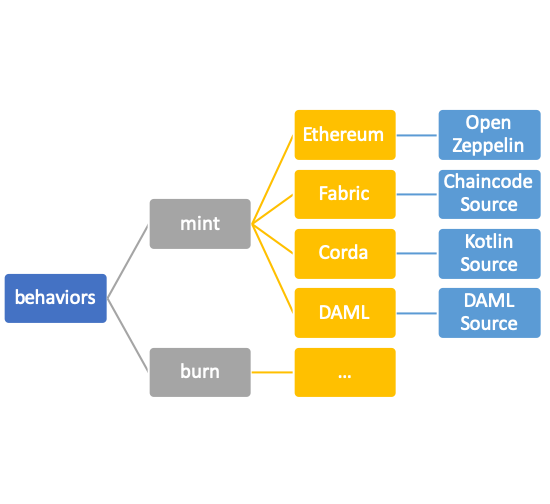 behaviors
mint
burn
Ethereum
Fabric
Corda
DAML
...
Open
Zeppelin
Chaincode
Source
Kotlin
Source
DAML
Source